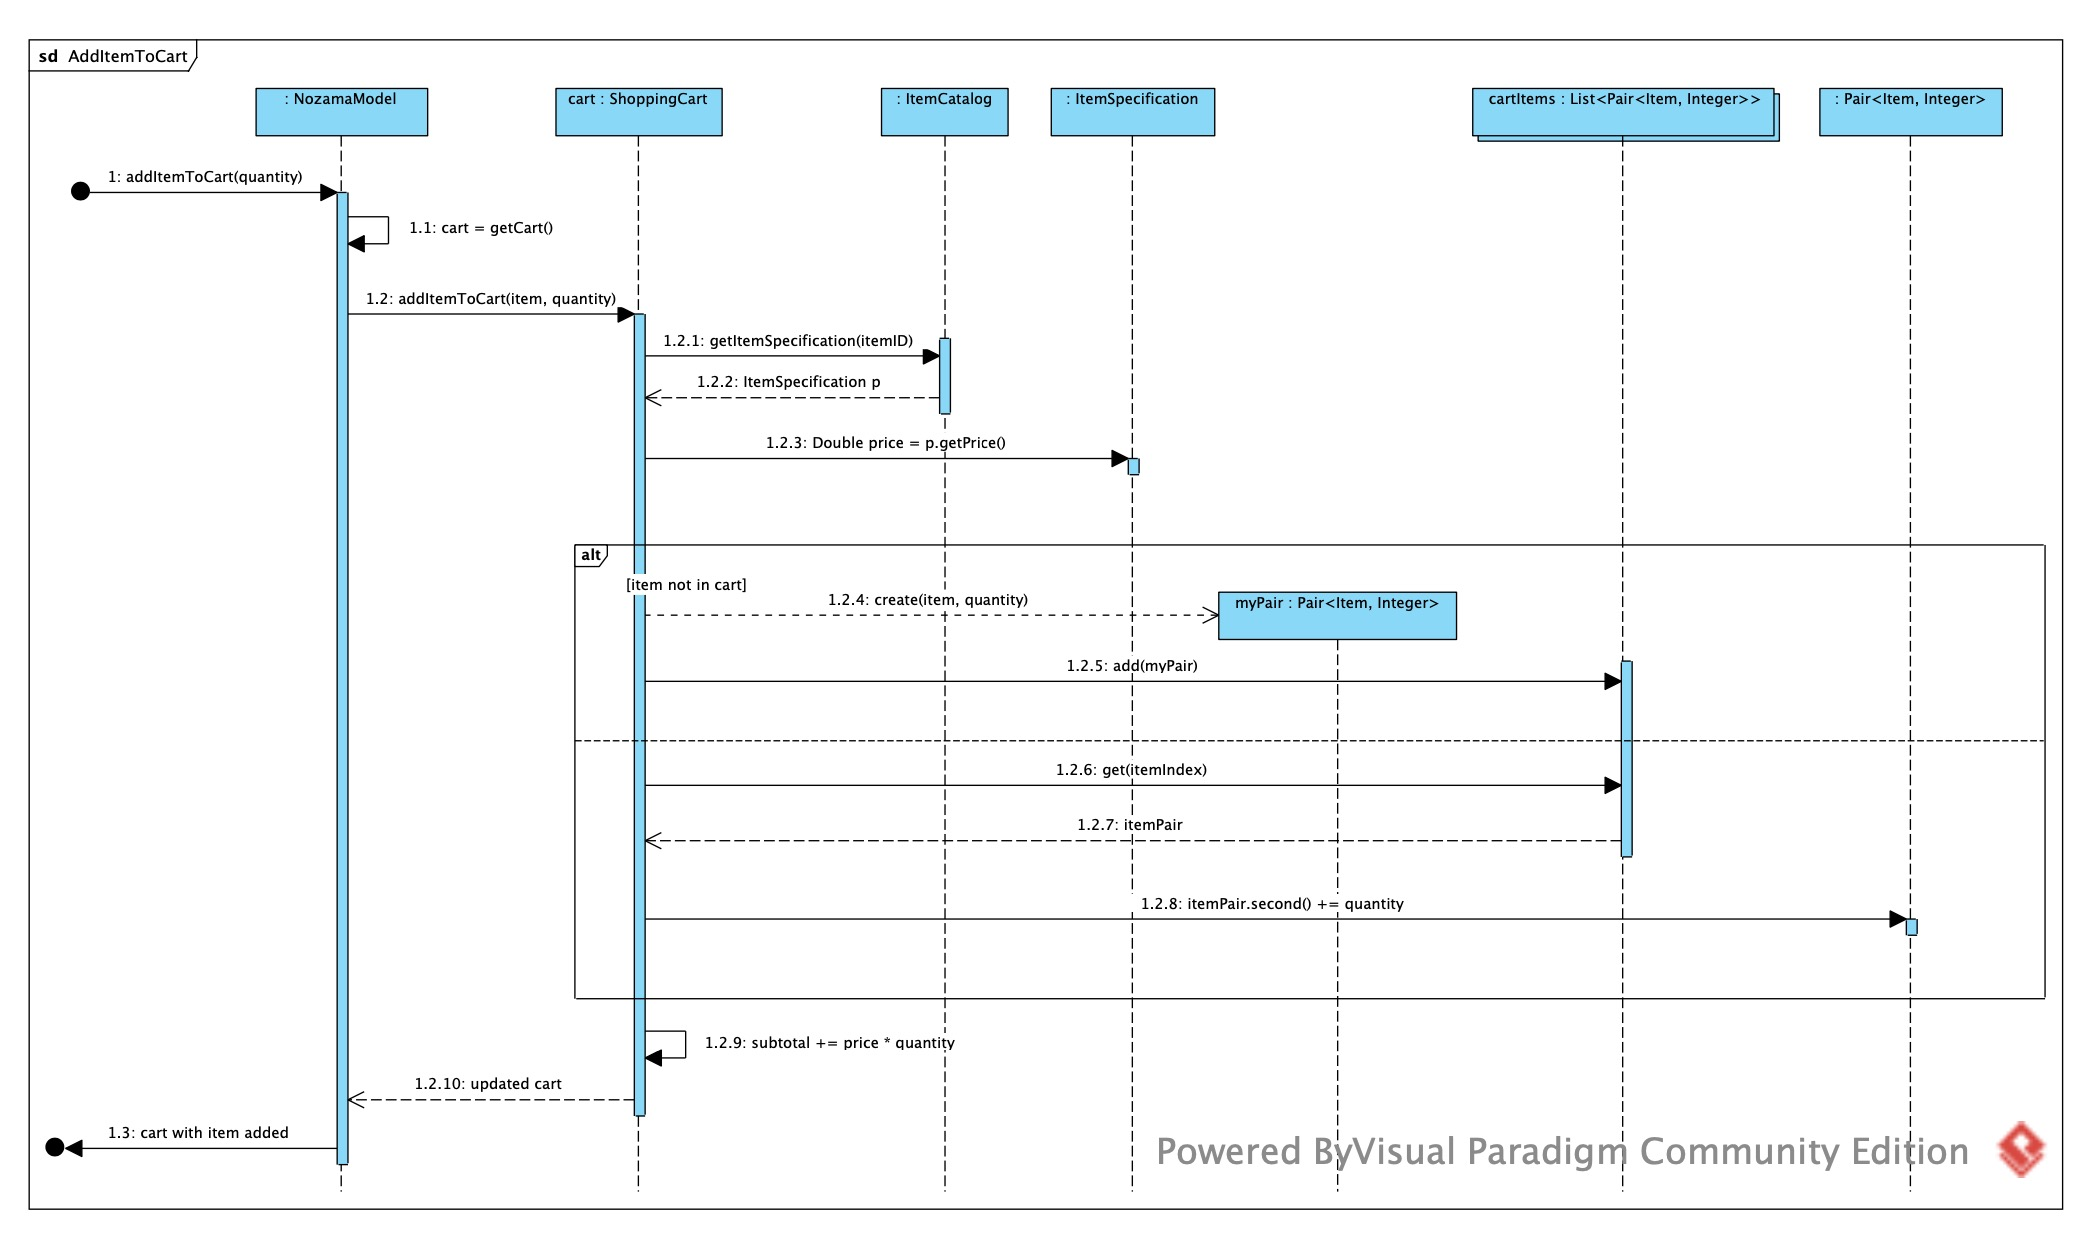 sd AddItemToCart
: NozamaModel
cart : ShoppingCart
: ItemCatalog
: ItemSpecification
cartItems : List<Pair<Item, Integer>>
: Pair<Item, Integer>
1: addItemToCart(quantity)
1.1: cart = getCart()
1.2: addItemToCart(item, quantity)
1.2.1: getItemSpecification(itemID)
1.2.2: ItemSpecification p
1.2.3: Double price = p.getPrice()
alt
[item not in cart]
1.2.4: create(item, quantity)
myPair : Pair<Item, Integer>
1.2.5: add(myPair)
1.2.6: get(itemIndex)
1.2.7: itemPair
1.2.8: itemPair.second() += quantity
1.2.9: subtotal += price * quantity
1.2.10: updated cart
1.3: cart with item added
Powered ByVisual Paradigm Community Edition